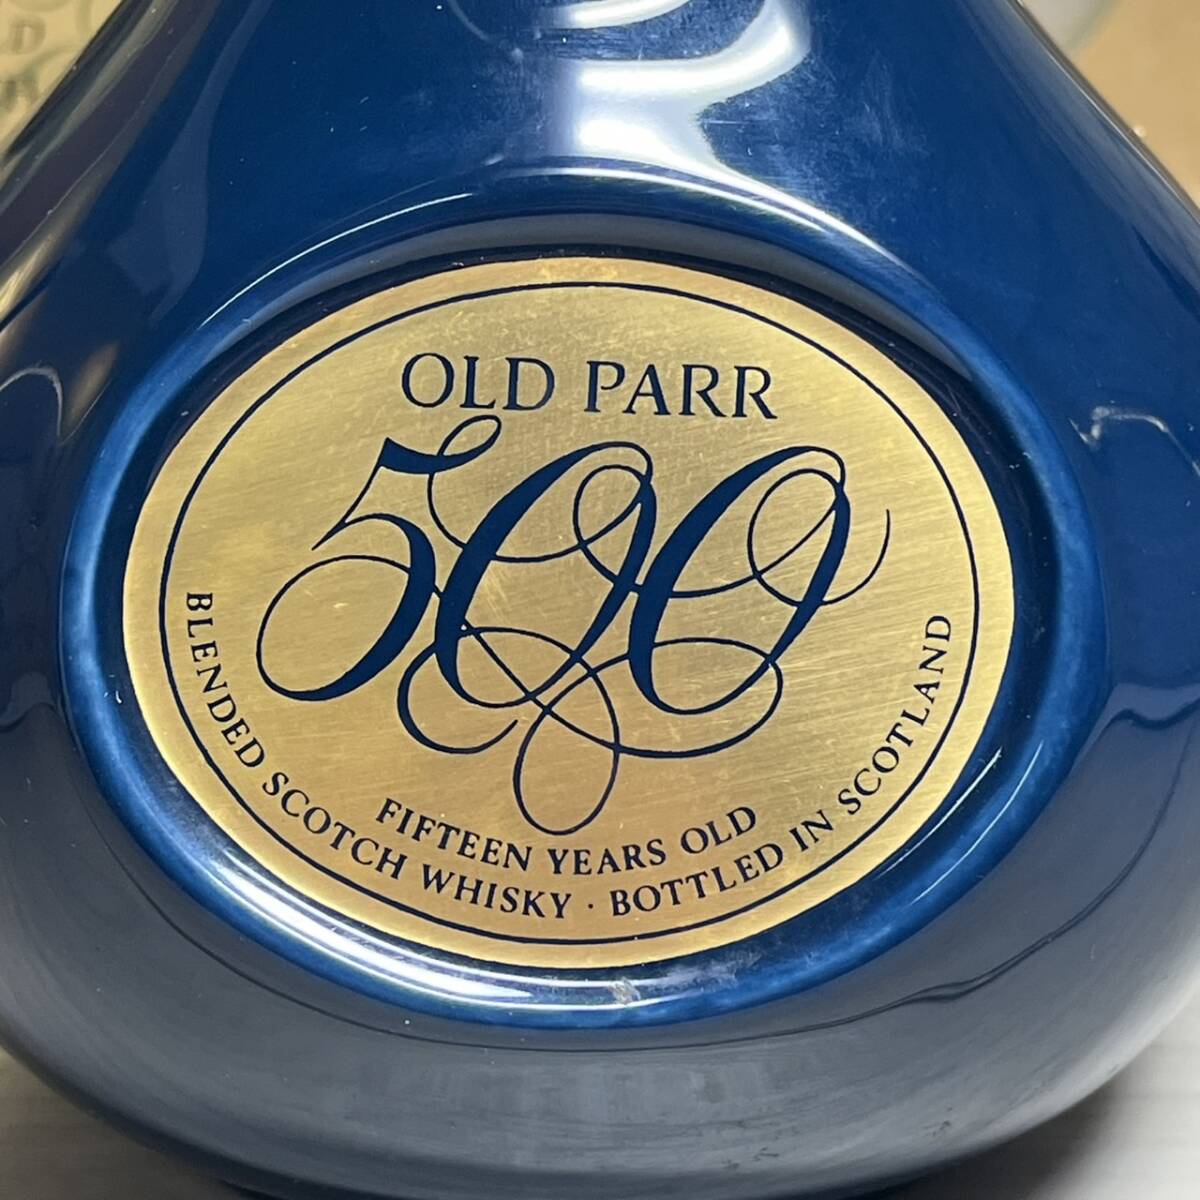 OLD PARR
500
FIFTEEN YEARS OLD
BLENDED SCOTCH WHISKY · BOTTLED IN SCOTLAND